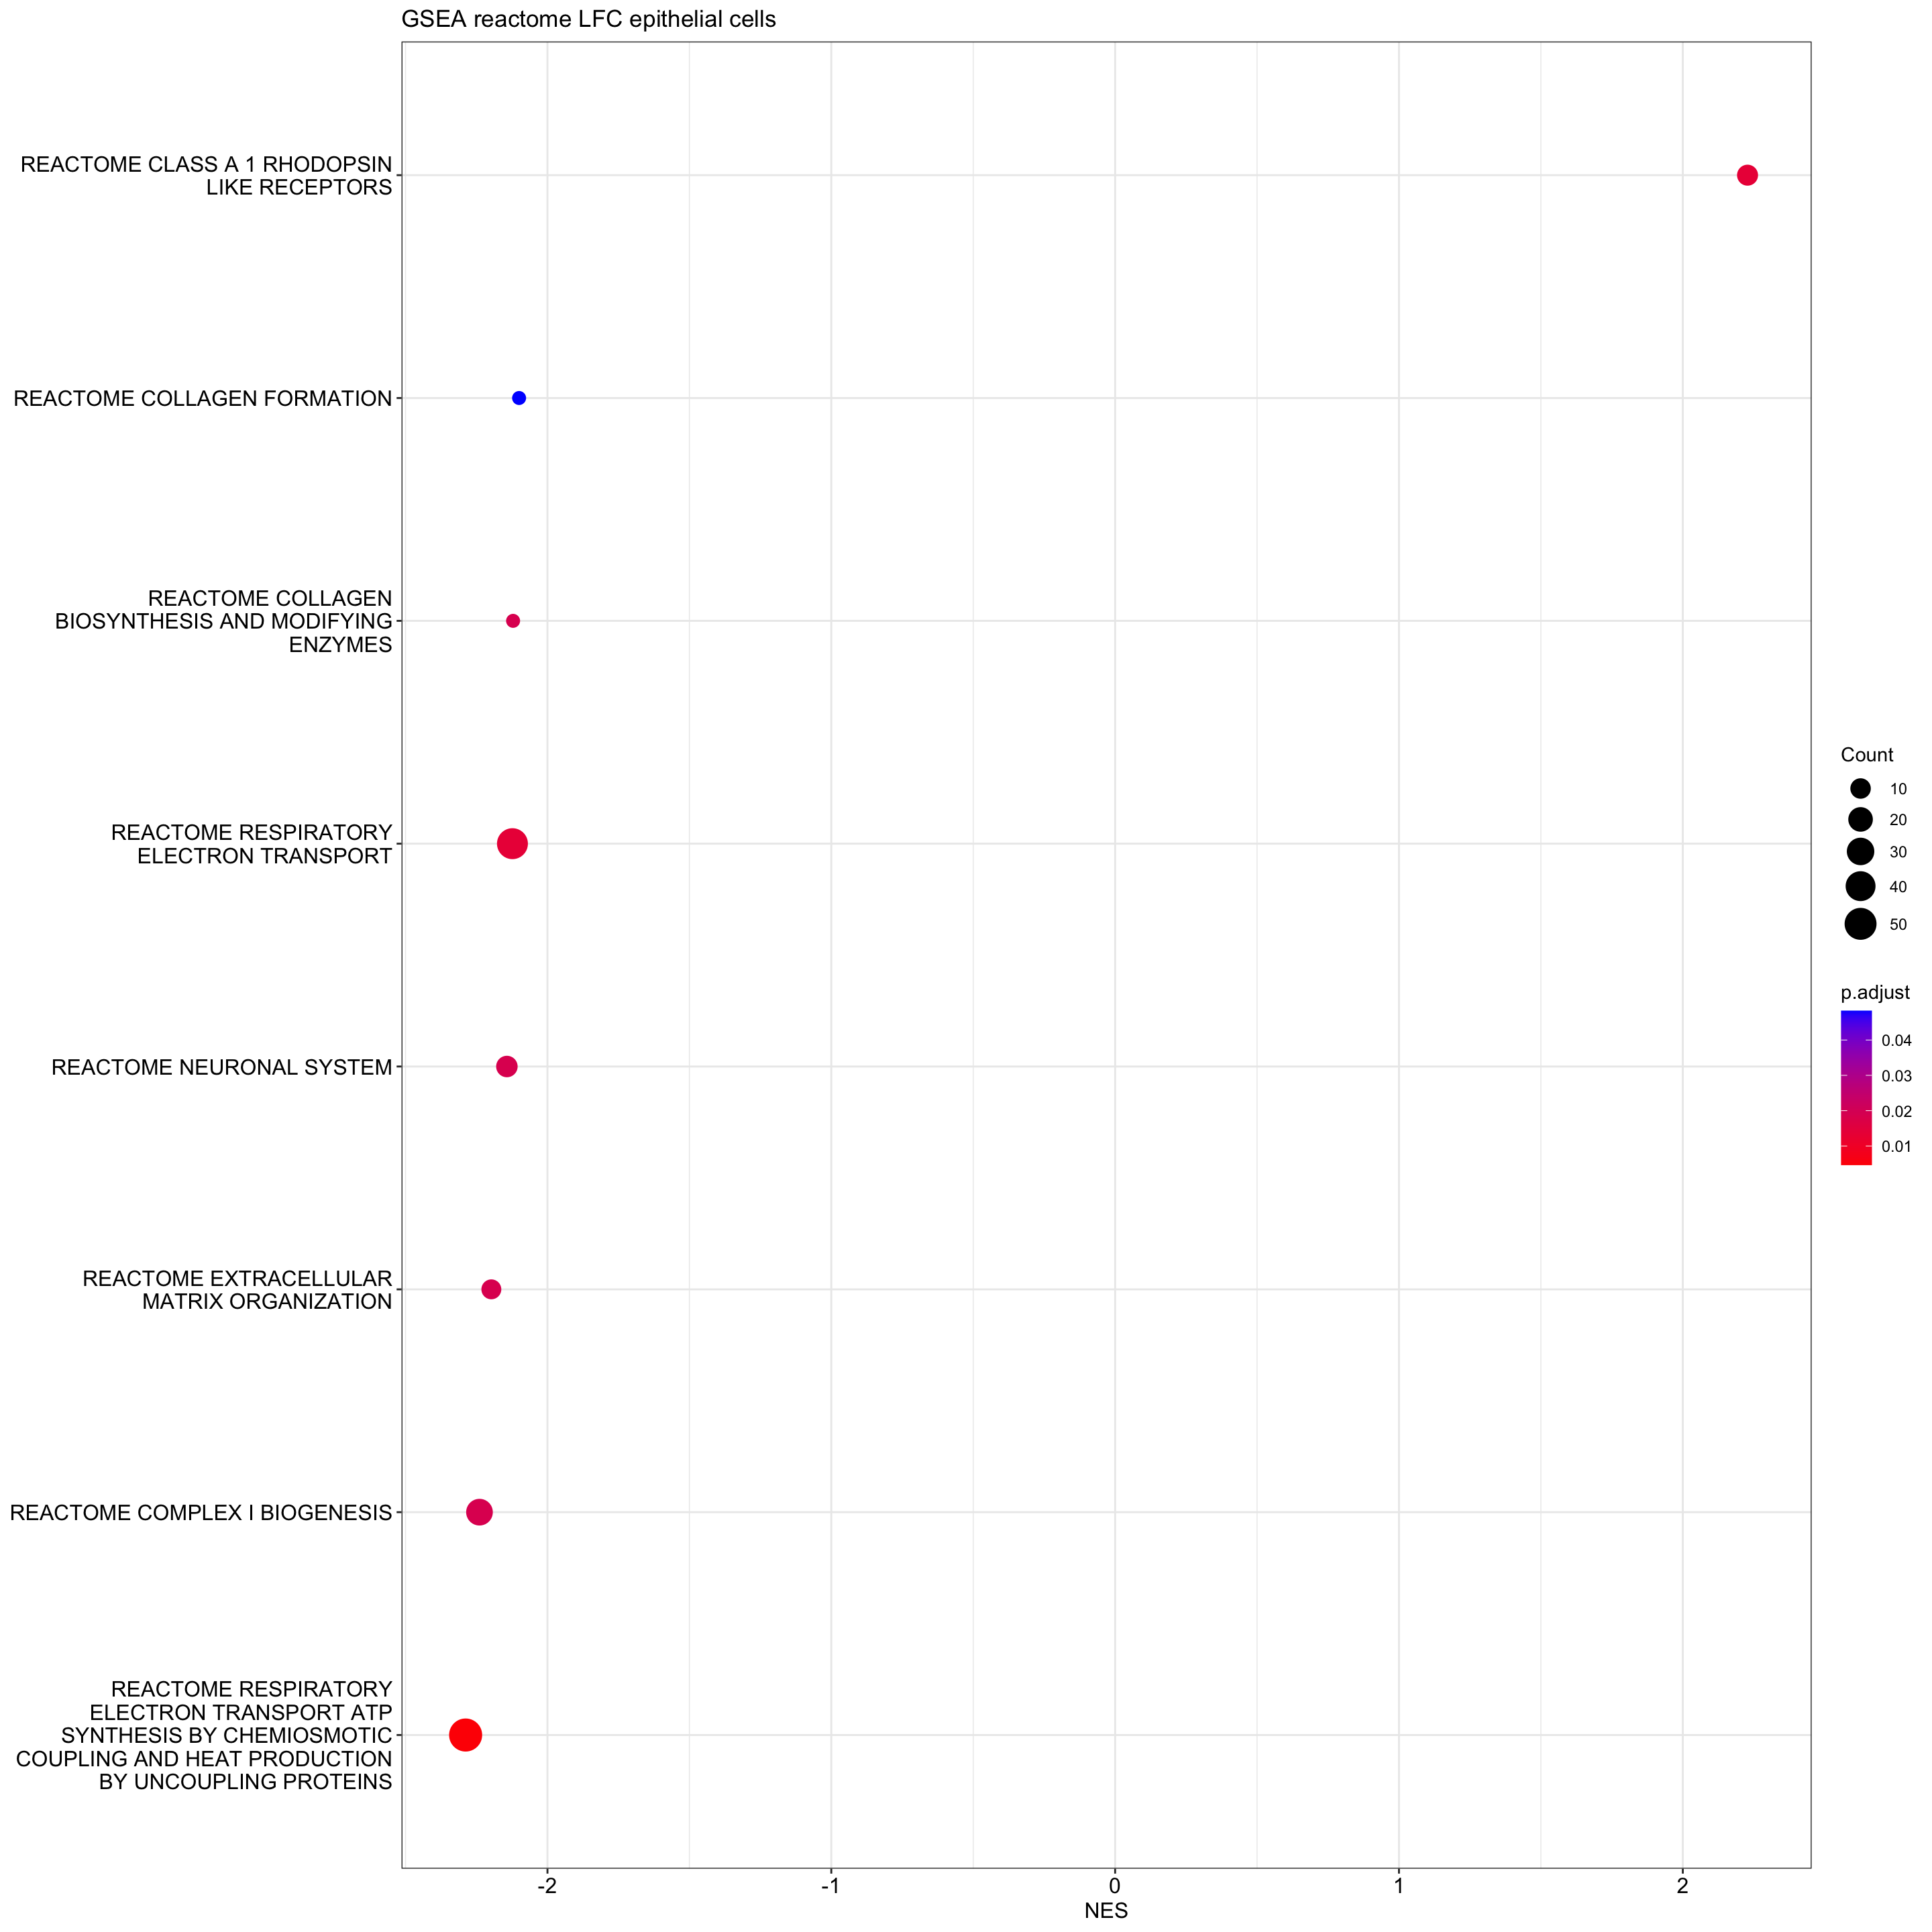 GSEA reactome LFC epithelial cells
REACTOME CLASS A 1 RHODOPSIN
LIKE RECEPTORS
REACTOME COLLAGEN FORMATION
REACTOME COLLAGEN
BIOSYNTHESIS AND MODIFYING
ENZYMES
REACTOME RESPIRATORY
ELECTRON TRANSPORT
REACTOME NEURONAL SYSTEM
REACTOME EXTRACELLULAR
MATRIX ORGANIZATION
REACTOME COMPLEX I BIOGENESIS
REACTOME RESPIRATORY
ELECTRON TRANSPORT ATP
SYNTHESIS BY CHEMIOSMOTIC
COUPLING AND HEAT PRODUCTION
BY UNCOUPLING PROTEINS
-2 -1 0 1 2
NES
Count
10
20
30
40
50
p.adjust
0.04
0.03
0.02
0.01